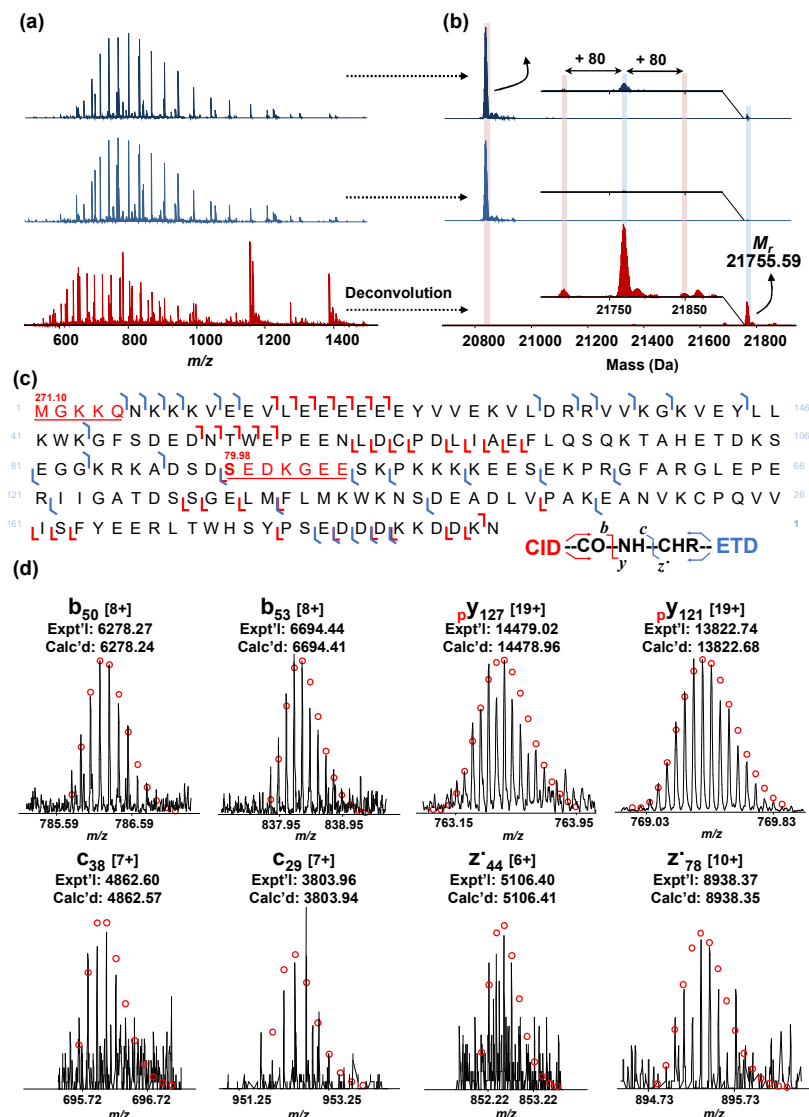 (a)
(b)
+ 80
+ 80
Mr
21755.59
Deconvolution
21750
21850
600
800
1000
1200
1400
m/z
20800
21000
21200
21400
21600
21800
Mass (Da)
(c)
271.10
1 M G K K Q N K K K V E E V L E E E E E E Y V V E K V L D R R V V K G K V E Y L L 146
41 K W K G F S D E D N T W E P E E N L D C P D L I A E F L Q S Q K T A H E T D K S 106
79.98
81 E G G K R K A D S D S E D K G E E S K P K K K K E E S E K P R G F A R G L E P E 66
121 R I I G A T D S S G E L M F L M K W K N S D E A D L V P A K E A N V K C P Q V V 26
161 I S F Y E E R L T W H S Y P S E D D D K K D D K N 1
b c
CID --CO-NH-CHR-- ETD
y z·
(d)
b50 [8+]
Expt'l: 6278.27
Calc'd: 6278.24
785.59 786.59
m/z
b53 [8+]
Expt'l: 6694.44
Calc'd: 6694.41
837.95 838.95
m/z
py127 [19+]
Expt'l: 14479.02
Calc'd: 14478.96
763.15 763.95
m/z
py121 [19+]
Expt'l: 13822.74
Calc'd: 13822.68
769.03 769.83
m/z
c38 [7+]
Expt'l: 4862.60
Calc'd: 4862.57
695.72 696.72
m/z
c29 [7+]
Expt'l: 3803.96
Calc'd: 3803.94
951.25 953.25
m/z
z·44 [6+]
Expt'l: 5106.40
Calc'd: 5106.41
852.22 853.22
m/z
z·78 [10+]
Expt'l: 8938.37
Calc'd: 8938.35
894.73 895.73
m/z